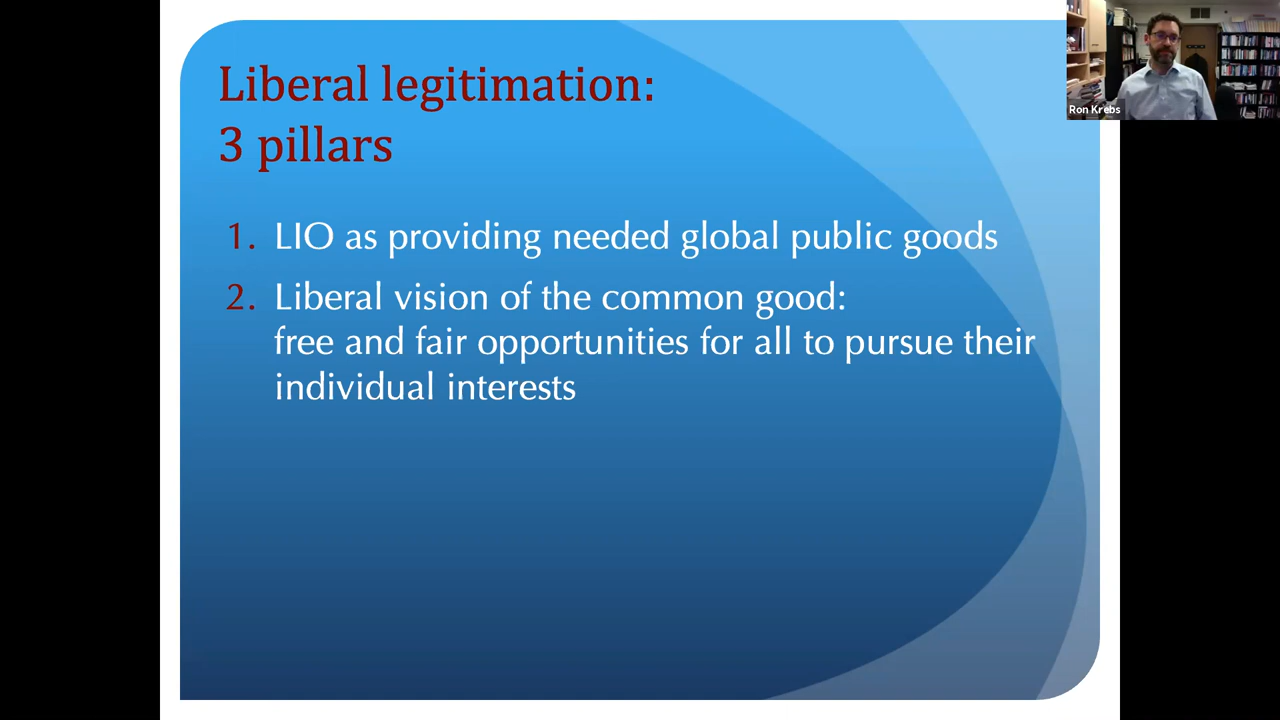 Liberal legitimation:
3 pillars
1. LIO as providing needed global public goods
2. Liberal vision of the common good:
free and fair opportunities for all to pursue their
individual interests
Ron Krebs